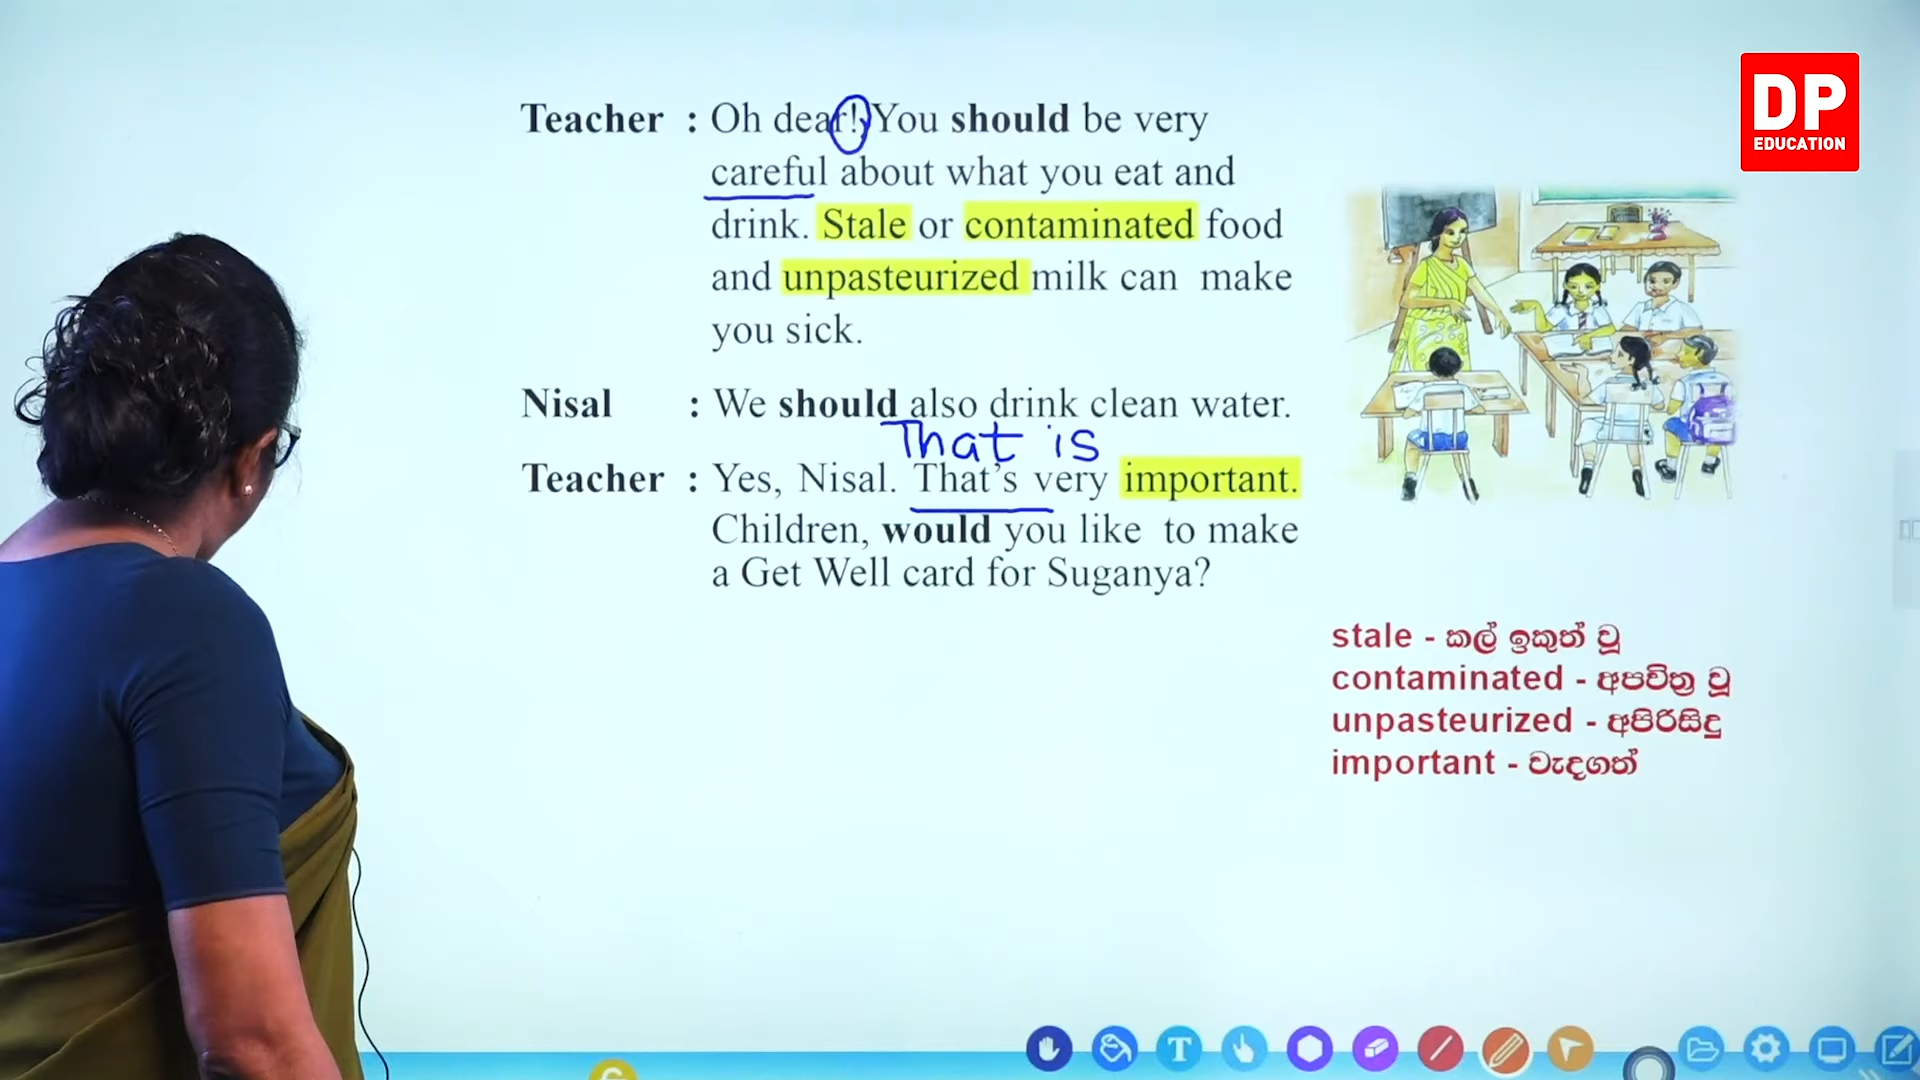 DP
EDUCATION
Teacher : Oh dear! You should be very
careful about what you eat and
drink. Stale or contaminated food
and unpasteurized milk can make
you sick.
Nisal : We should also drink clean water.
That is
Teacher : Yes, Nisal. That's very important.
Children, would you like to make
a Get Well card for Suganya?
stale - කල් ඉකුත් වූ
contaminated - අපවිත්‍ර වූ
unpasteurized - අපිරිසිදු
important - වැදගත්
T